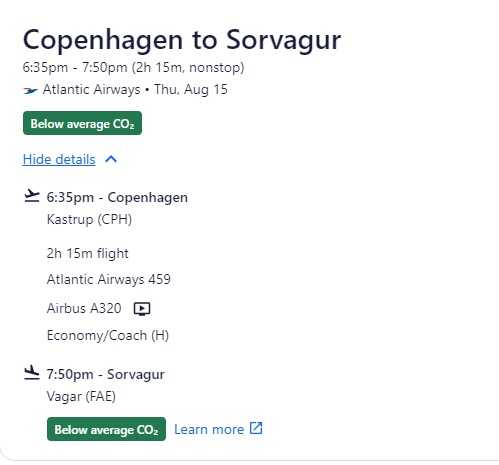 Copenhagen to Sorvagur
6:35pm - 7:50pm (2h 15m, nonstop)
Atlantic Airways • Thu, Aug 15
Below average CO₂
Hide details
6:35pm - Copenhagen
Kastrup (CPH)
2h 15m flight
Atlantic Airways 459
Airbus A320
Economy/Coach (H)
7:50pm - Sorvagur
Vagar (FAE)
Below average CO₂ Learn more